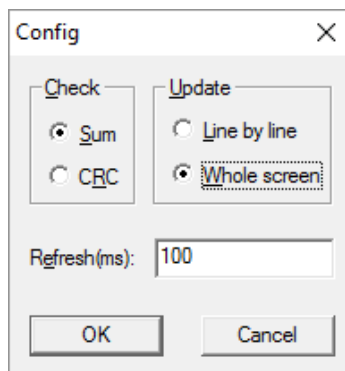 Config
Check Update
Sum Line by line
CRC Whole screen
Refresh(ms): 100
OK Cancel